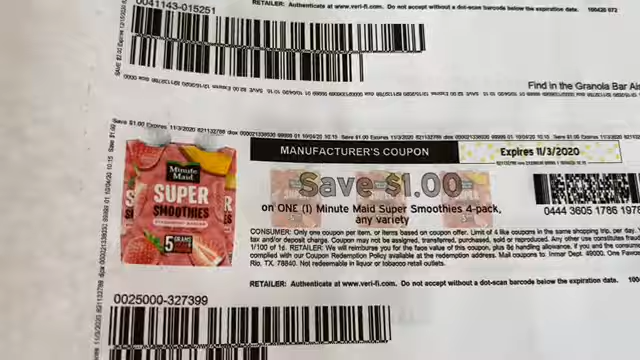 0041143-015251
RETAILER: Authenticate at www.veri-fi.com. Do not accept without a dot-scan barcode below the expiration date.
Find in the Granola Bar Ais
MANUFACTURER'S COUPON
Expires 11/3/2020
Minute Maid
SUPER
SMOOTHIES
5 GRAMS
Save $1.00
on ONE (1) Minute Maid Super Smoothies 4-pack,
any variety
0444 3605 1786 1978
CONSUMER: Only one coupon per item, or items based on coupon offer. Limit of 4 like coupons in the same shopping trip, per day.
tax and/or deposit charge. Coupon may not be assigned, transferred, purchased, sold or reproduced. Any other use constitutes frau
1/100 of 1¢. RETAILER: We will reimburse you for the face value of this coupon, plus 8¢ handling allowance, if you and the consume
complied with our Coupon Redemption Policy available at the redemption address. Mail coupons to: Inmar Dept. 49000, One Fawce
Rio, TX. 78840. Not redeemable in liquor or tobacco retail outlets.
RETAILER: Authenticate at www.veri-fi.com. Do not accept without a dot-scan barcode below the expiration date.
0025000-327399